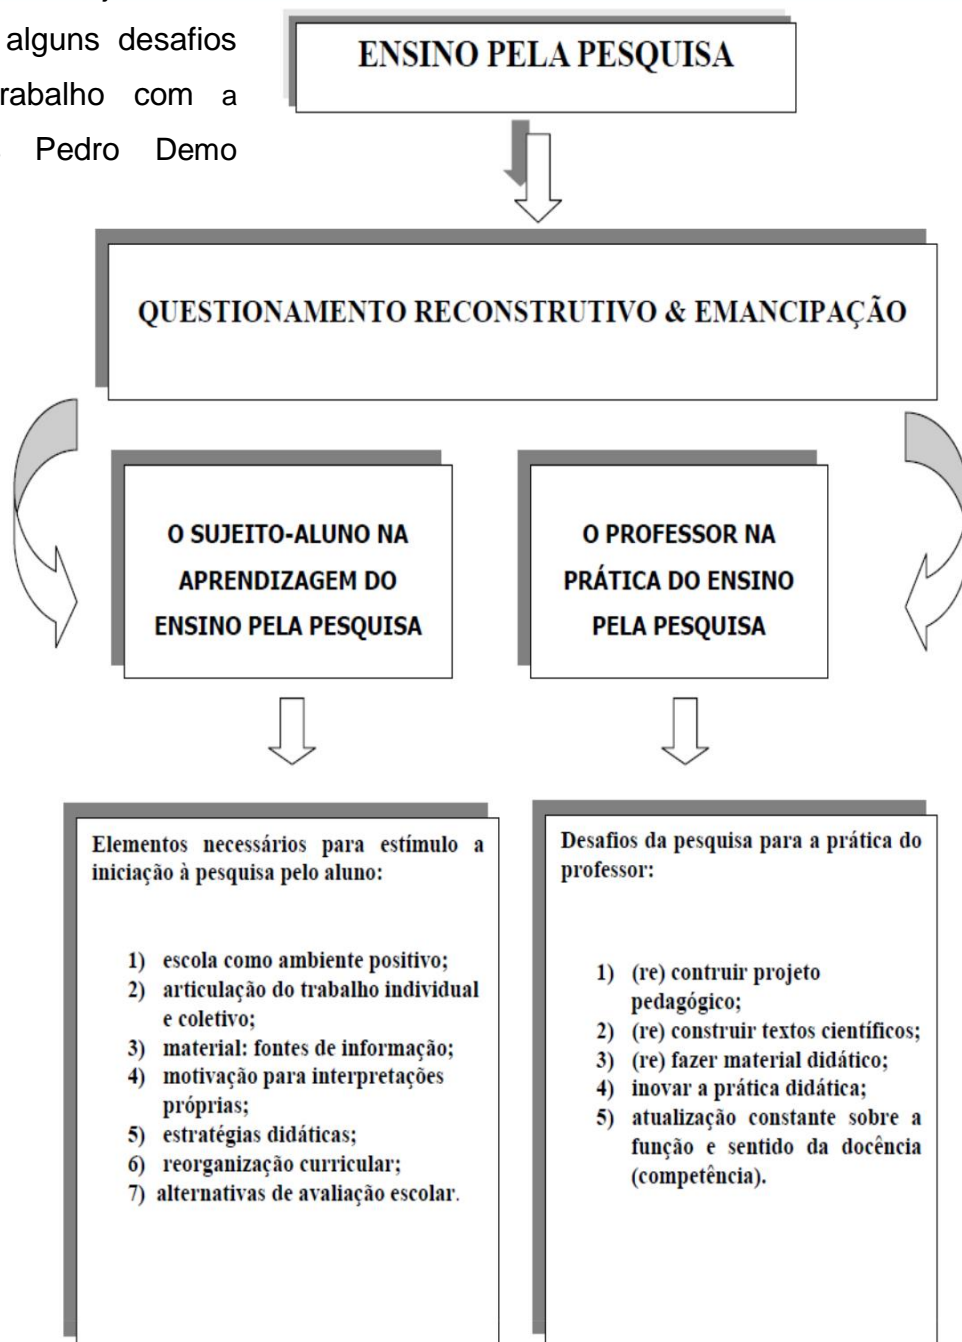 alguns desafios
rabalho com a
Pedro Demo
ENSINO PELA PESQUISA
QUESTIONAMENTO RECONSTRUTIVO & EMANCIPAÇÃO
O SUJEITO-ALUNO NA
APRENDIZAGEM DO
ENSINO PELA PESQUISA
O PROFESSOR NA
PRÁTICA DO ENSINO
PELA PESQUISA
Elementos necessários para estímulo a
iniciação à pesquisa pelo aluno:
1) escola como ambiente positivo;
2) articulação do trabalho individual
e coletivo;
3) material: fontes de informação;
4) motivação para interpretações
próprias;
5) estratégias didáticas;
6) reorganização curricular;
7) alternativas de avaliação escolar.
Desafios da pesquisa para a prática do
professor:
1) (re) contruir projeto
pedagógico;
2) (re) construir textos científicos;
3) (re) fazer material didático;
4) inovar a prática didática;
5) atualização constante sobre a
função e sentido da docência
(competência).